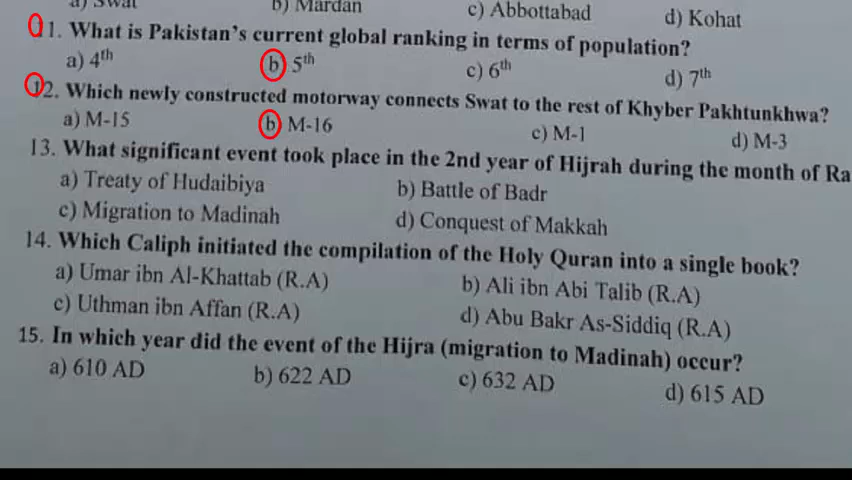 a) Swat b) Mardan c) Abbottabad d) Kohat
11. What is Pakistan's current global ranking in terms of population?
a) 4th b) 5th c) 6th d) 7th
12. Which newly constructed motorway connects Swat to the rest of Khyber Pakhtunkhwa?
a) M-15 b) M-16 c) M-1 d) M-3
13. What significant event took place in the 2nd year of Hijrah during the month of Ra
a) Treaty of Hudaibiya b) Battle of Badr
c) Migration to Madinah d) Conquest of Makkah
14. Which Caliph initiated the compilation of the Holy Quran into a single book?
a) Umar ibn Al-Khattab (R.A) b) Ali ibn Abi Talib (R.A)
c) Uthman ibn Affan (R.A) d) Abu Bakr As-Siddiq (R.A)
15. In which year did the event of the Hijra (migration to Madinah) occur?
a) 610 AD b) 622 AD c) 632 AD d) 615 AD